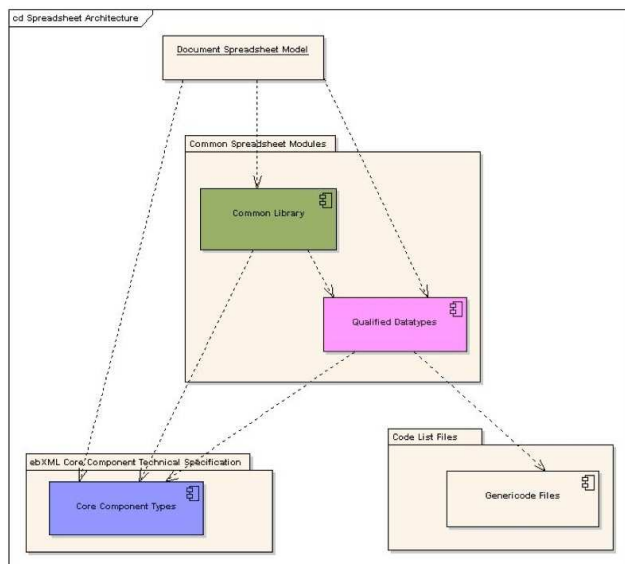 cd Spreadsheet Architecture
Document Spreadsheet Model
Common Spreadsheet Modules
Common Library
Qualified Datatypes
Code List Files
ebXML Core Component Technical Specification
Genericode Files
Core Component Types